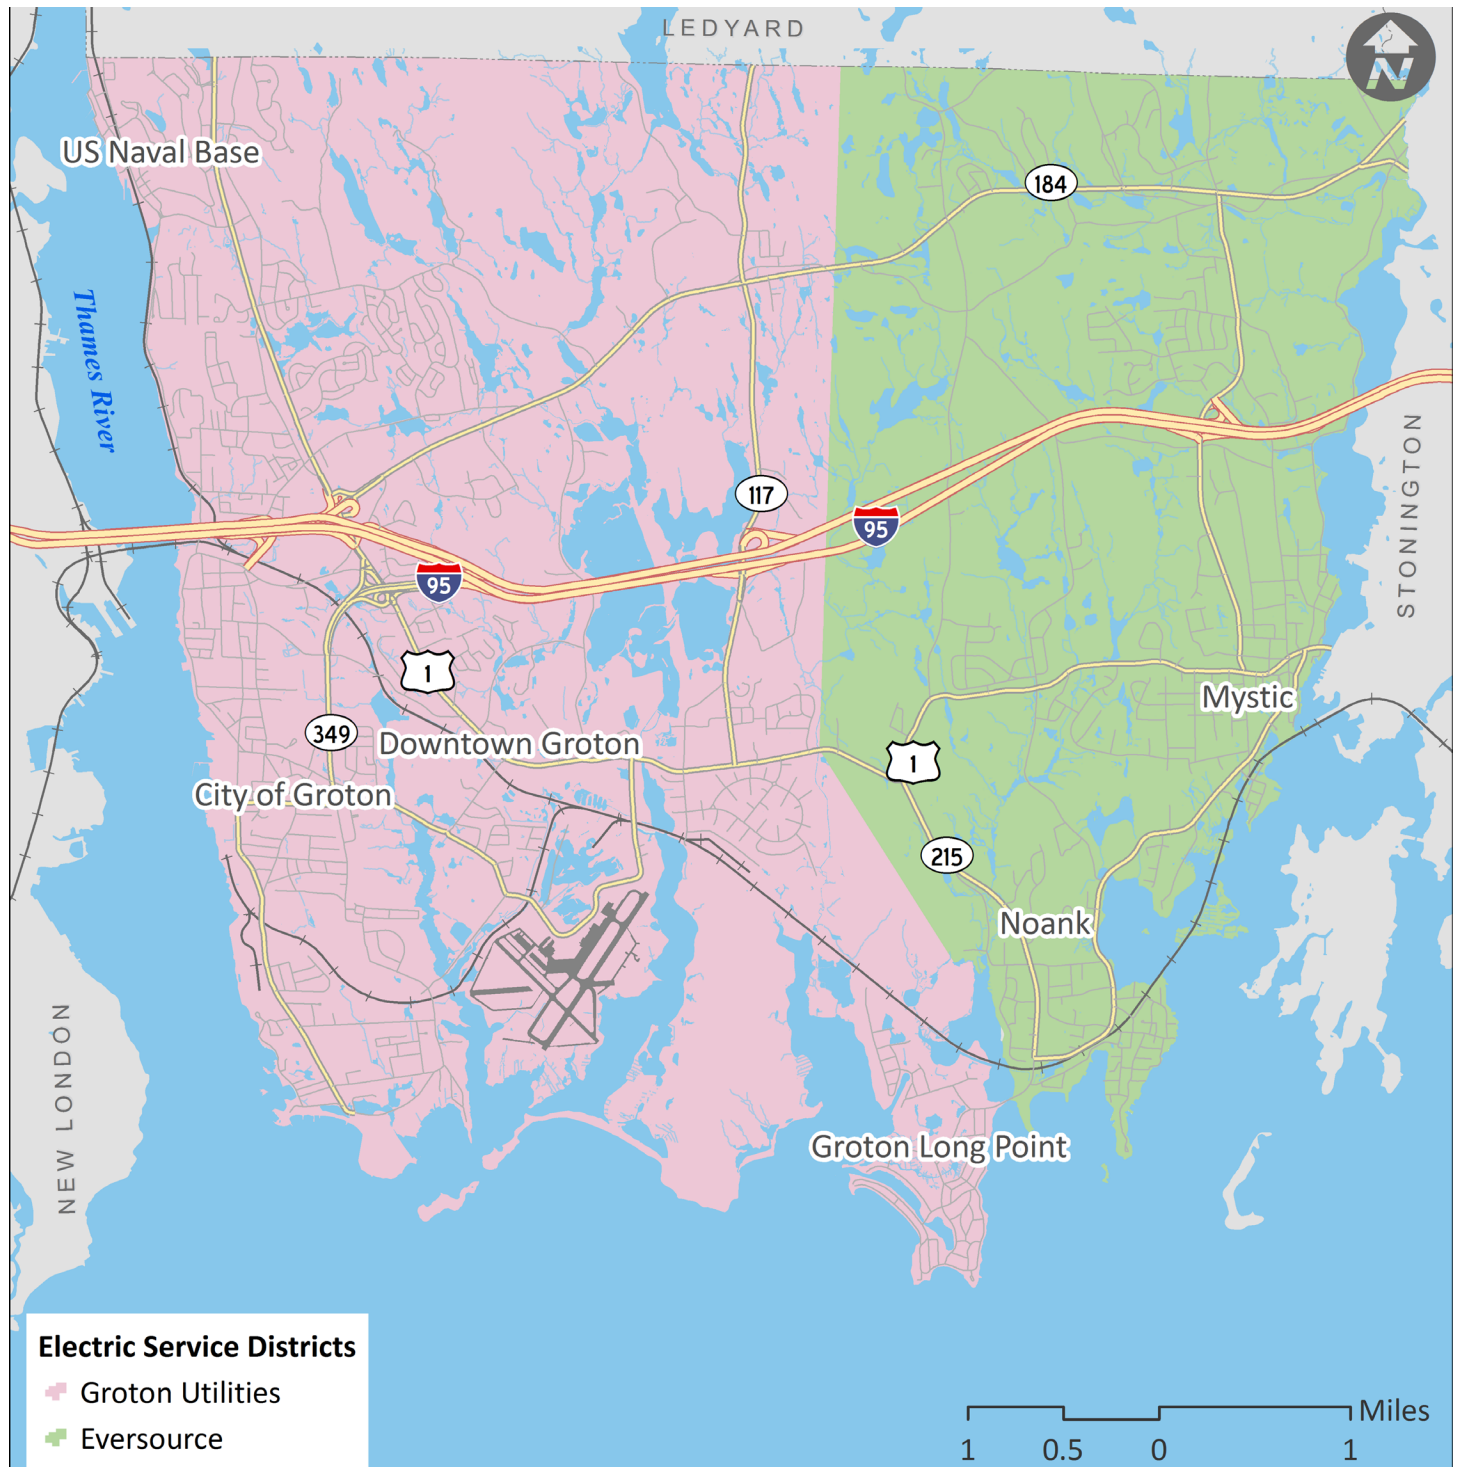 LEDYARD
N
US Naval Base
184
Thames River
STONINGTON
117
95
95
1
Mystic
349
Downtown Groton
1
City of Groton
215
Noank
NEW LONDON
Groton Long Point
Electric Service Districts
Groton Utilities
Eversource
Miles
1 0.5 0 1